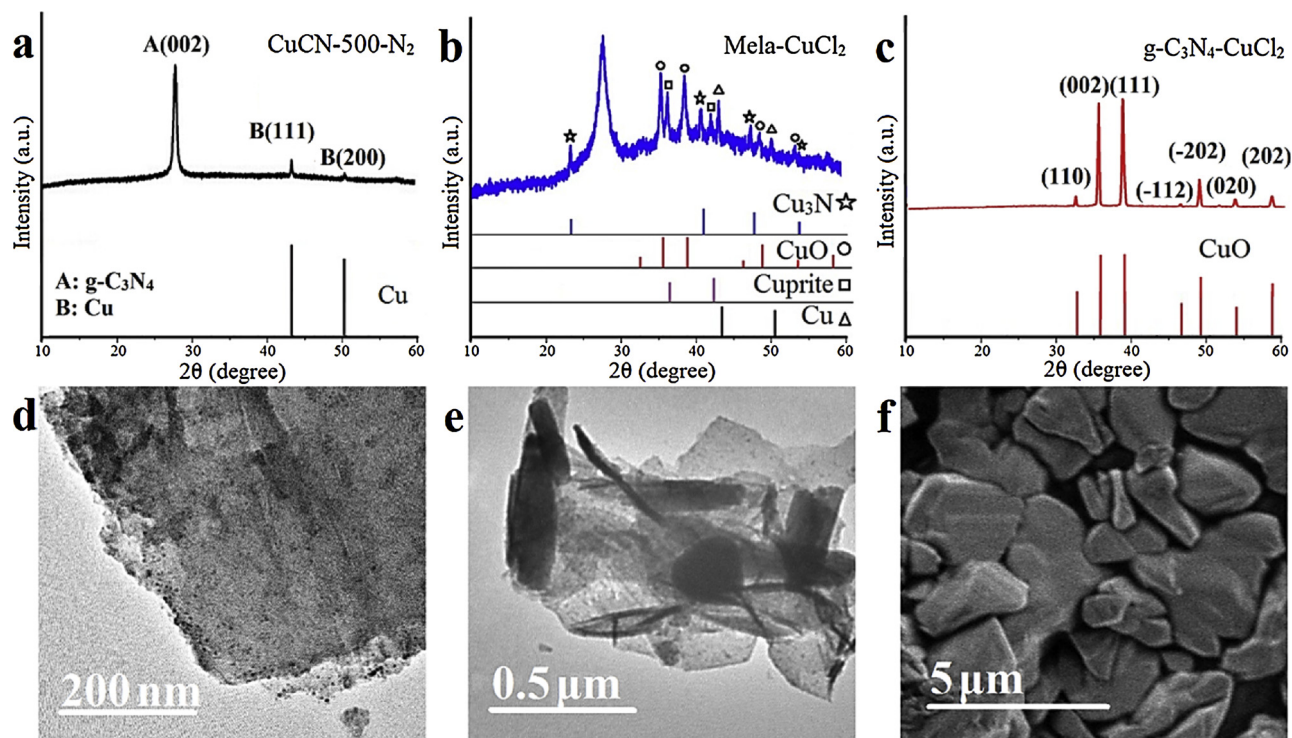 a
A(002)
CuCN-500-N₂
B(111)
B(200)
A: g-C₃N₄
B: Cu
Cu
Intensity (a.u.)
10 20 30 40 50 60
2θ (degree)
b
Mela-CuCl₂
Cu₃N
CuO
Cuprite
Cu
Intensity (a.u.)
10 20 30 40 50 60
2θ (degree)
c
g-C₃N₄-CuCl₂
(002) (111)
(-202) (202)
(110) (-112) (020)
CuO
Intensity (a.u.)
10 20 30 40 50 60
2θ (degree)
d
200 nm
e
0.5 μm
f
5 μm